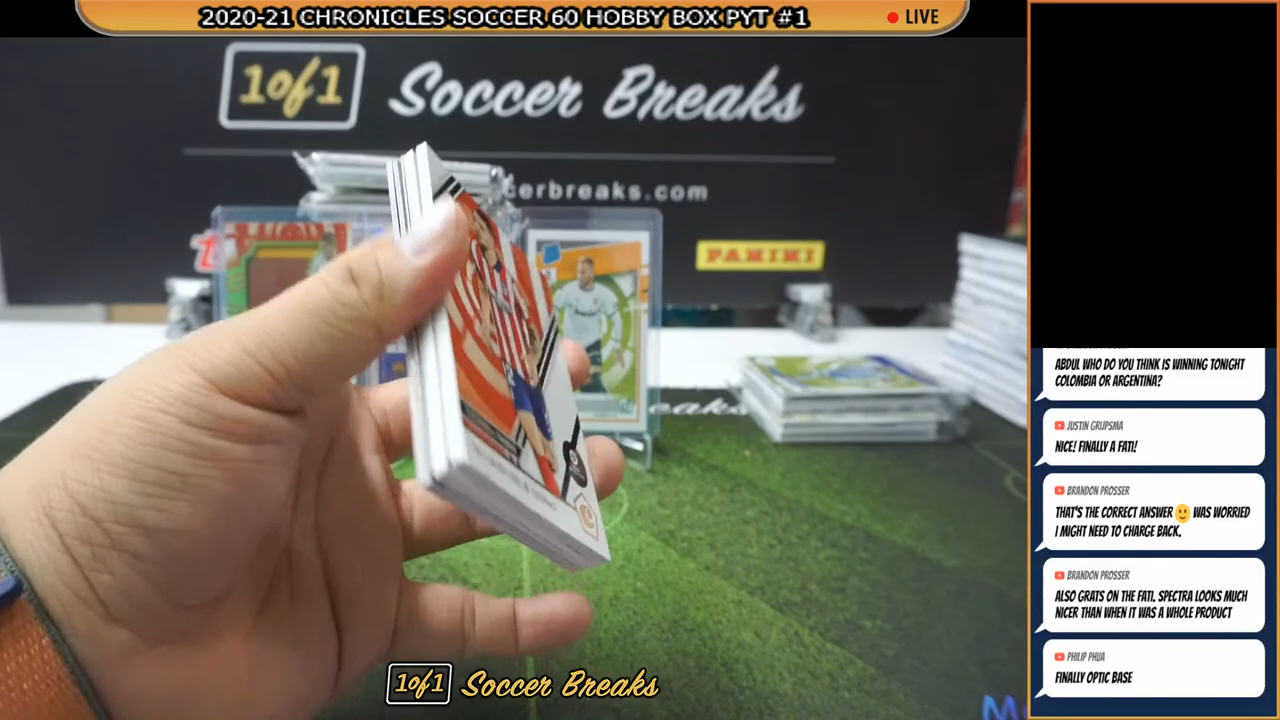 2020-21 CHRONICLES SOCCER 60 HOBBY BOX PYT #1
LIVE
1of1 Soccer Breaks
cerbreaks.com
PANINI
ABDUL WHO DO YOU THINK IS WINNING TONIGHT
COLOMBIA OR ARGENTINA?
JUSTIN GRIJPSMA
NICE! FINALLY A FATI!
BRANDON PROSSER
THAT'S THE CORRECT ANSWER 🙂 WAS WORRIED
I MIGHT NEED TO CHARGE BACK.
BRANDON PROSSER
ALSO GRATS ON THE FATI. SPECTRA LOOKS MUCH
NICER THAN WHEN IT WAS A WHOLE PRODUCT
PHILIP PHUA
FINALLY OPTIC BASE
1of1 Soccer Breaks